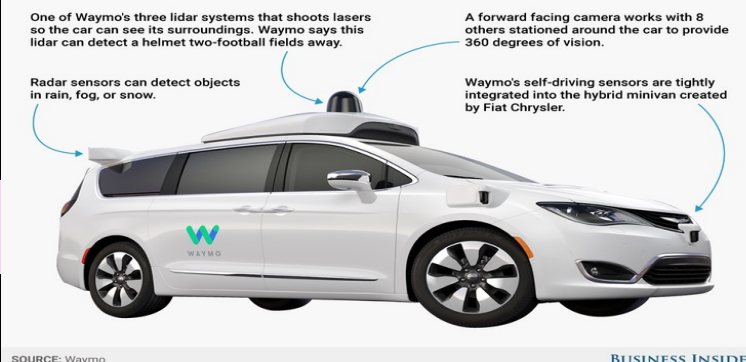 One of Waymo's three lidar systems that shoots lasers
so the car can see its surroundings. Waymo says this
lidar can detect a helmet two-football fields away.
A forward facing camera works with 8
others stationed around the car to provide
360 degrees of vision.
Radar sensors can detect objects
in rain, fog, or snow.
Waymo's self-driving sensors are tightly
integrated into the hybrid minivan created
by Fiat Chrysler.
WAYMO
SOURCE: Waymo
BUSINESS INSIDE